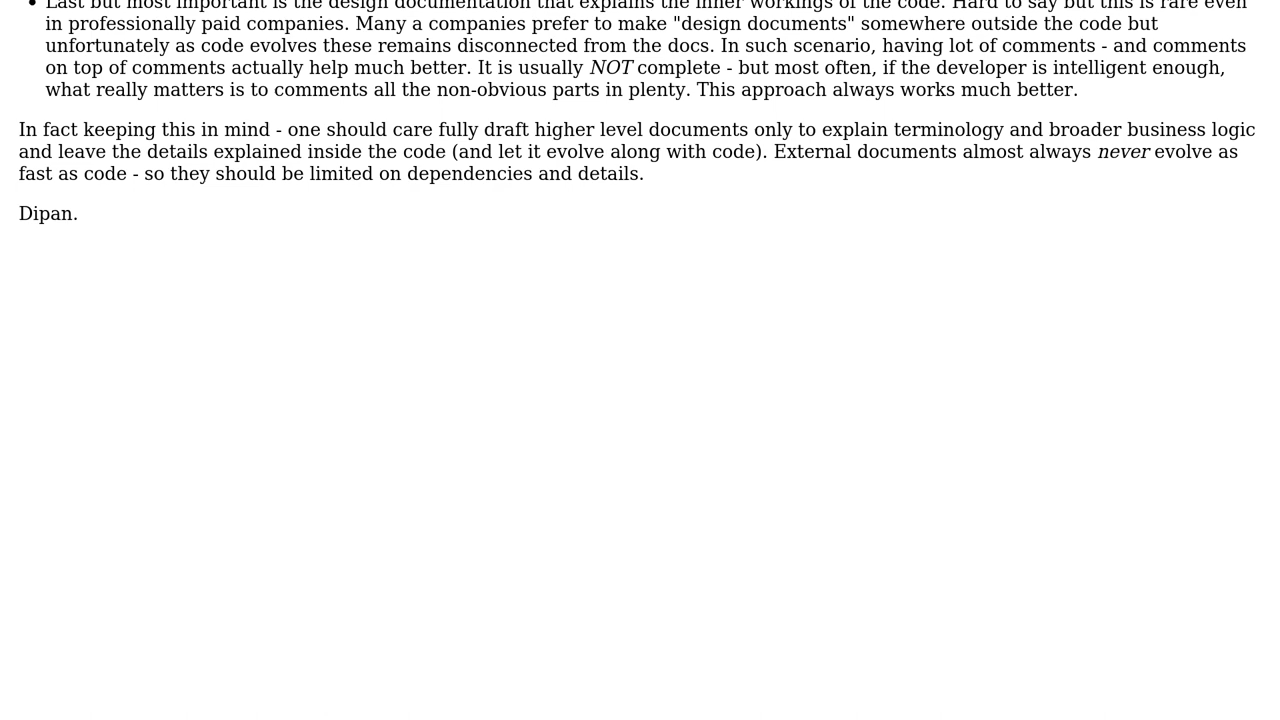 • Last but most important is the design documentation that explains the inner workings of the code. Hard to say but this is rare even
in professionally paid companies. Many a companies prefer to make "design documents" somewhere outside the code but
unfortunately as code evolves these remains disconnected from the docs. In such scenario, having lot of comments - and comments
on top of comments actually help much better. It is usually NOT complete - but most often, if the developer is intelligent enough,
what really matters is to comments all the non-obvious parts in plenty. This approach always works much better.
In fact keeping this in mind - one should care fully draft higher level documents only to explain terminology and broader business logic
and leave the details explained inside the code (and let it evolve along with code). External documents almost always never evolve as
fast as code - so they should be limited on dependencies and details.
Dipan.